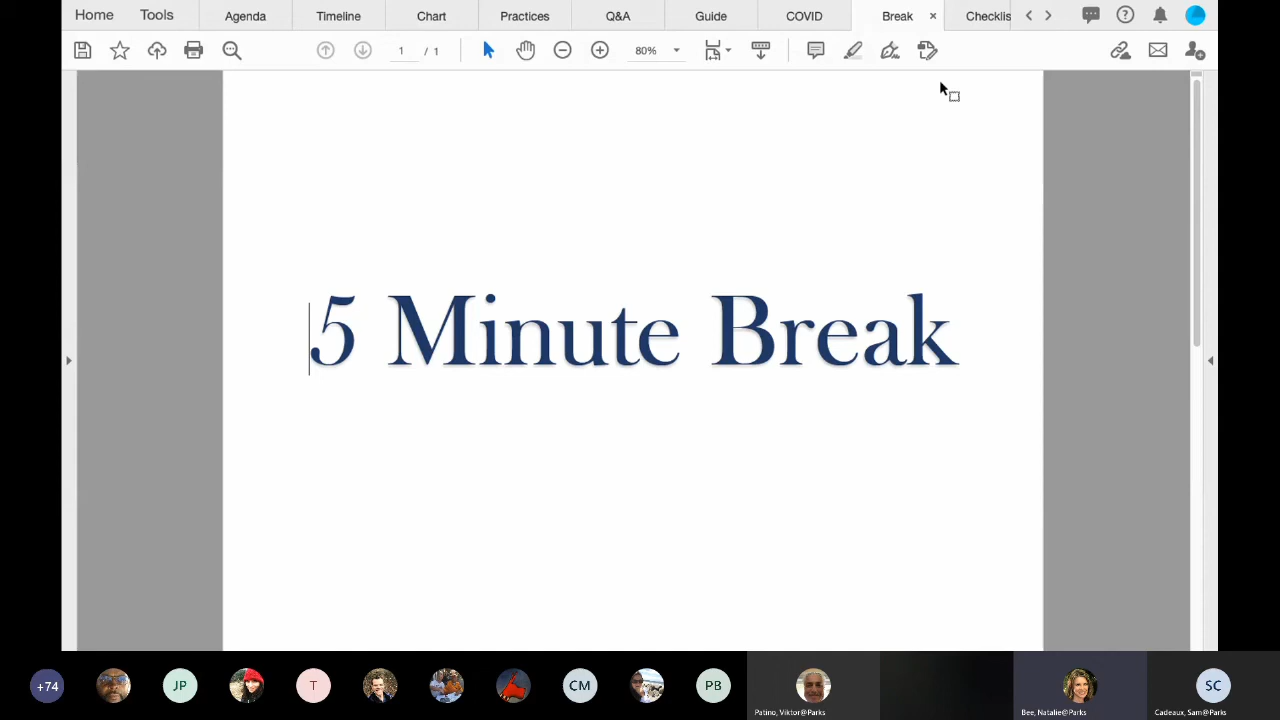 Home Tools Agenda Timeline Chart Practices Q&A Guide COVID Break × Checklis
1 / 1 80%
5 Minute Break
+74 JP T CM PB SC
Patino, Viktor@Parks Bee, Natalie@Parks Cadeaux, Sam@Parks